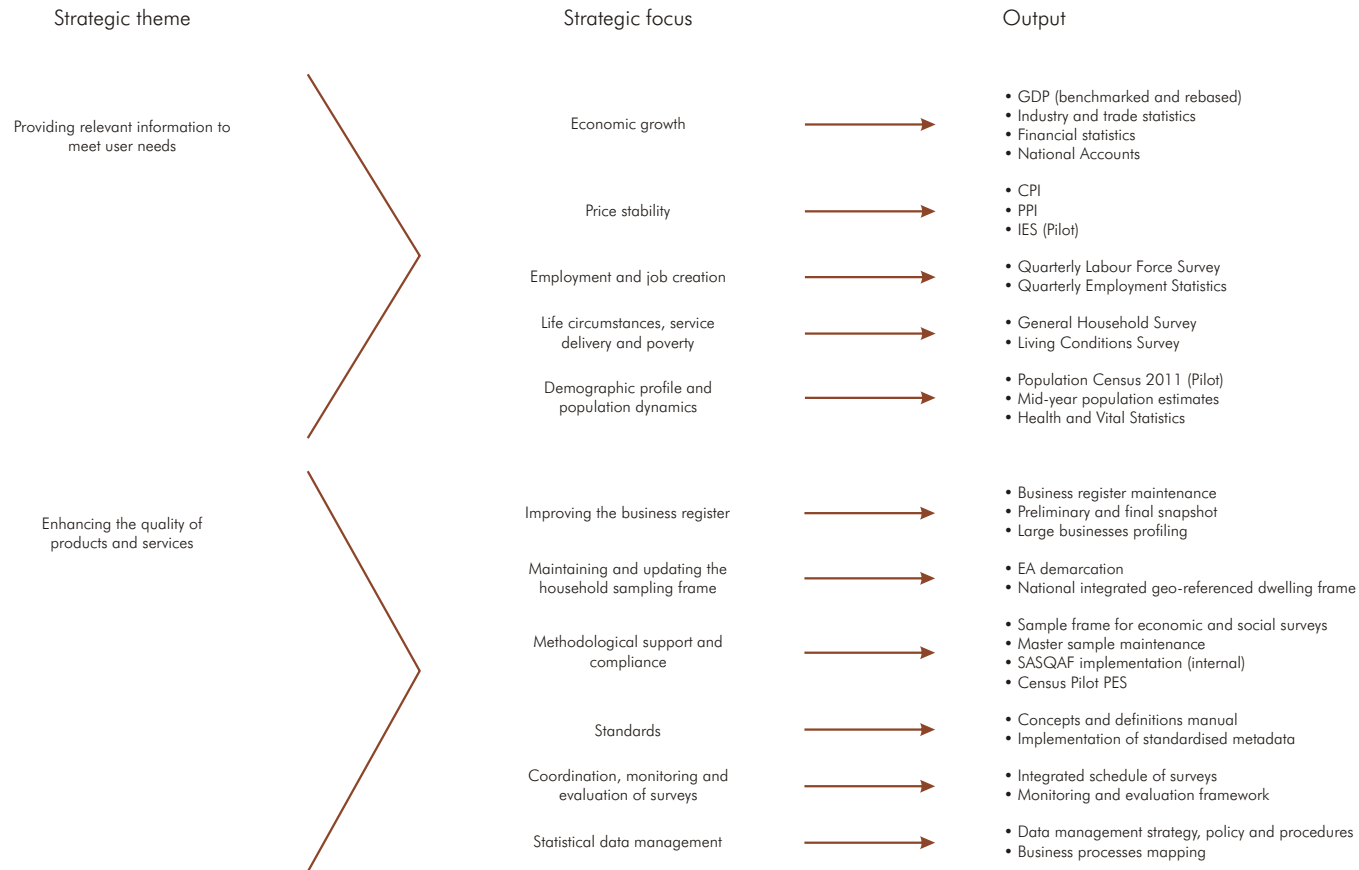 Strategic theme
Strategic focus
Output
Providing relevant information to
meet user needs
Economic growth
• GDP (benchmarked and rebased)
• Industry and trade statistics
• Financial statistics
• National Accounts
Price stability
• CPI
• PPI
• IES (Pilot)
Employment and job creation
• Quarterly Labour Force Survey
• Quarterly Employment Statistics
Life circumstances, service
delivery and poverty
• General Household Survey
• Living Conditions Survey
Demographic profile and
population dynamics
• Population Census 2011 (Pilot)
• Mid-year population estimates
• Health and Vital Statistics
Enhancing the quality of
products and services
Improving the business register
• Business register maintenance
• Preliminary and final snapshot
• Large businesses profiling
Maintaining and updating the
household sampling frame
• EA demarcation
• National integrated geo-referenced dwelling frame
Methodological support and
compliance
• Sample frame for economic and social surveys
• Master sample maintenance
• SASQAF implementation (internal)
• Census Pilot PES
Standards
• Concepts and definitions manual
• Implementation of standardised metadata
Coordination, monitoring and
evaluation of surveys
• Integrated schedule of surveys
• Monitoring and evaluation framework
Statistical data management
• Data management strategy, policy and procedures
• Business processes mapping